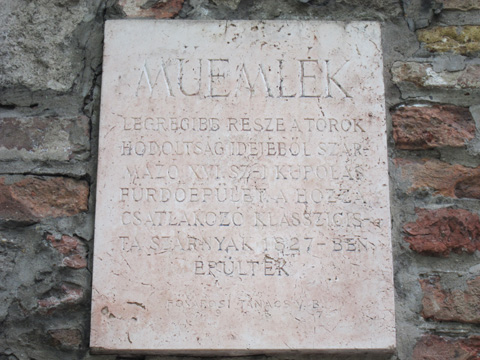 MŰEMLÉK
LEGRÉGIBB RÉSZE A TÖRÖK
HÓDOLTSÁG IDEJÉBŐL SZÁR-
MAZÓ XVI. SZ-I KUPOLÁS
FÜRDŐÉPÜLET, A HOZZÁ
CSATLAKOZÓ KLASSZICIS-
TA SZÁRNYAK 1827-BEN
ÉPÜLTEK
TANÁCS V. B.